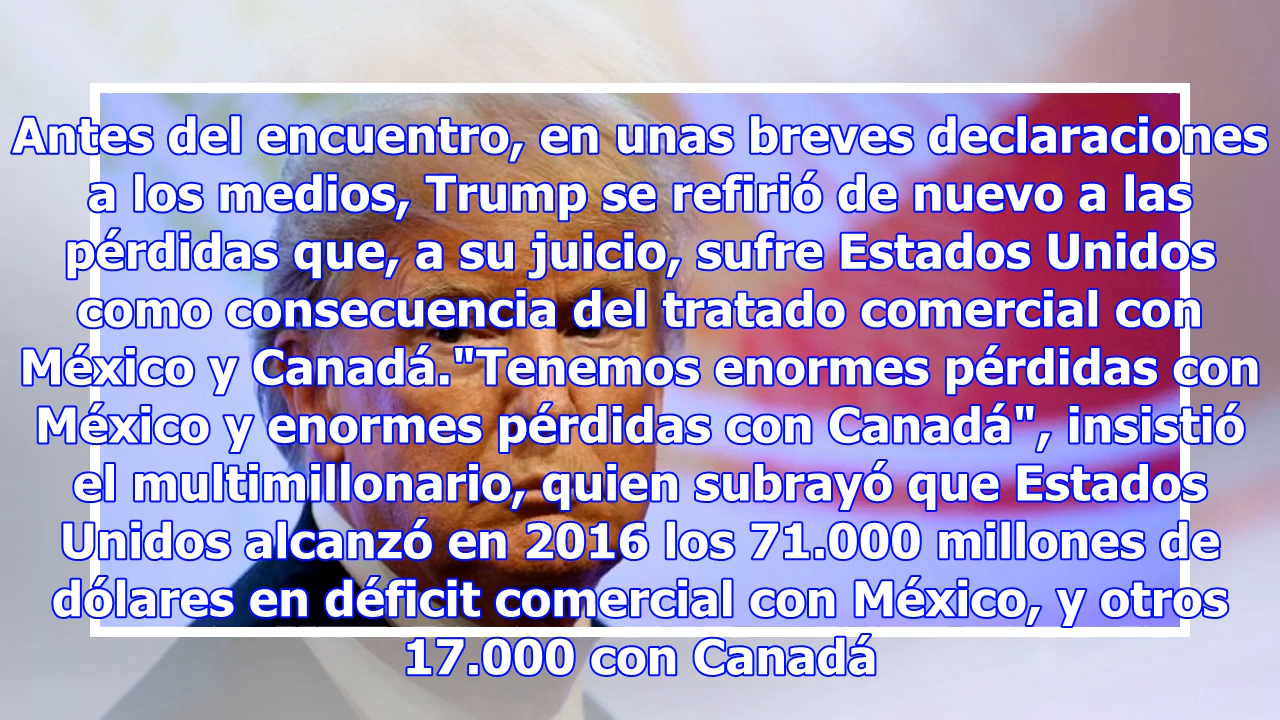 Antes del encuentro, en unas breves declaraciones
a los medios, Trump se refirió de nuevo a las
pérdidas que, a su juicio, sufre Estados Unidos
como consecuencia del tratado comercial con
México y Canadá."Tenemos enormes pérdidas con
México y enormes pérdidas con Canadá", insistió
el multimillonario, quien subrayó que Estados
Unidos alcanzó en 2016 los 71.000 millones de
dólares en déficit comercial con México, y otros
17.000 con Canadá